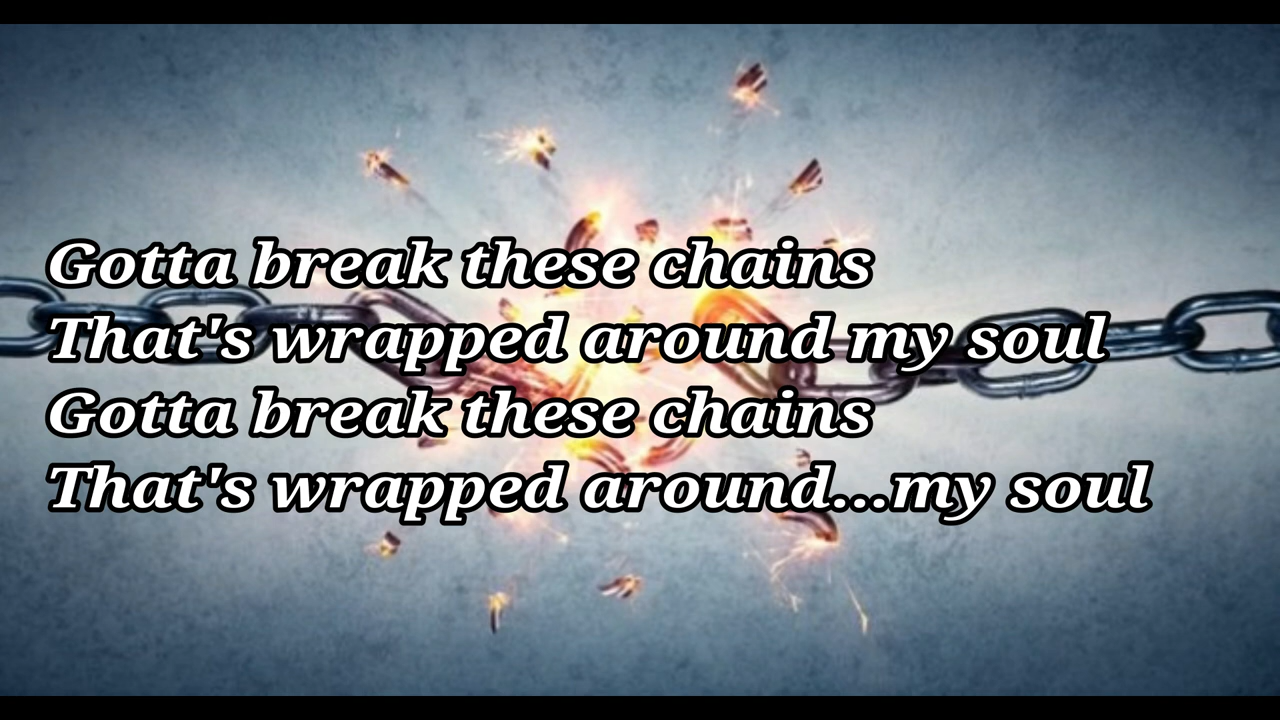 Gotta break these chains
That's wrapped around my soul
Gotta break these chains
That's wrapped around...my soul